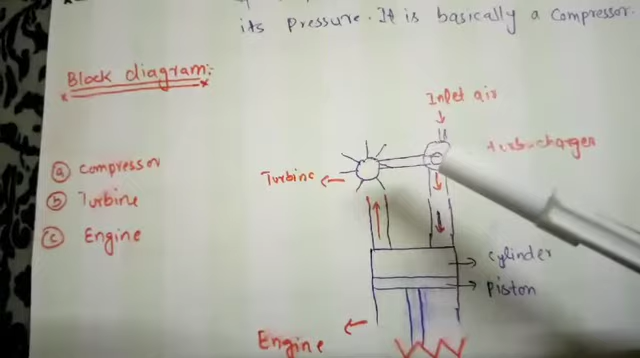 its pressure. It is basically a compressor.
Block diagram:
Inlet air
turbocharger
a compressor
Turbine
b Turbine
c Engine
cylinder
piston
Engine